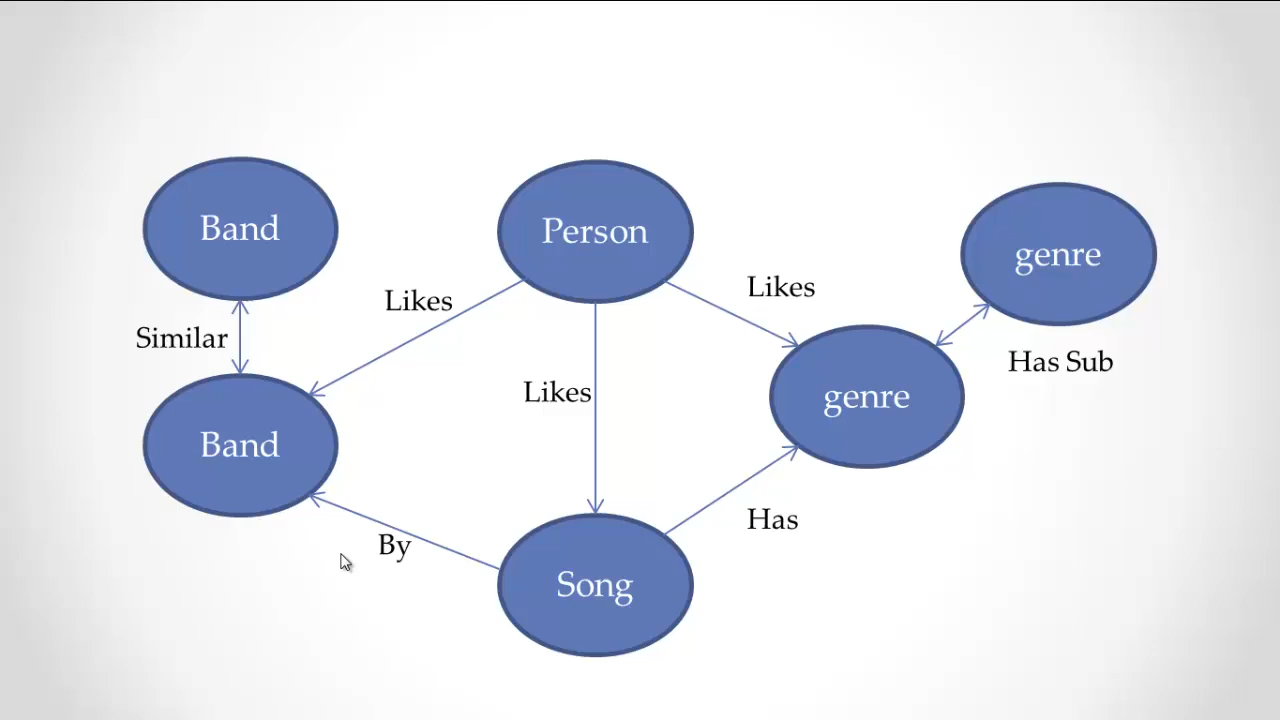 Band
Person
genre
Likes
Likes
Similar
Has Sub
Likes
genre
Band
Has
By
Song